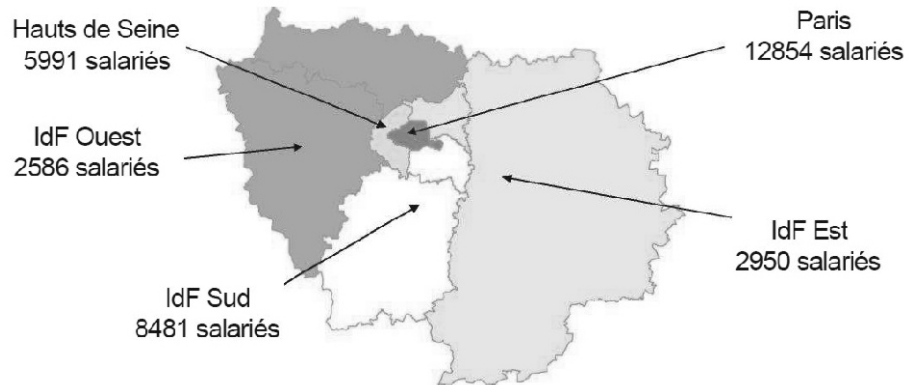 Hauts de Seine
5991 salariés
Paris
12854 salariés
IdF Ouest
2586 salariés
IdF Est
2950 salariés
IdF Sud
8481 salariés